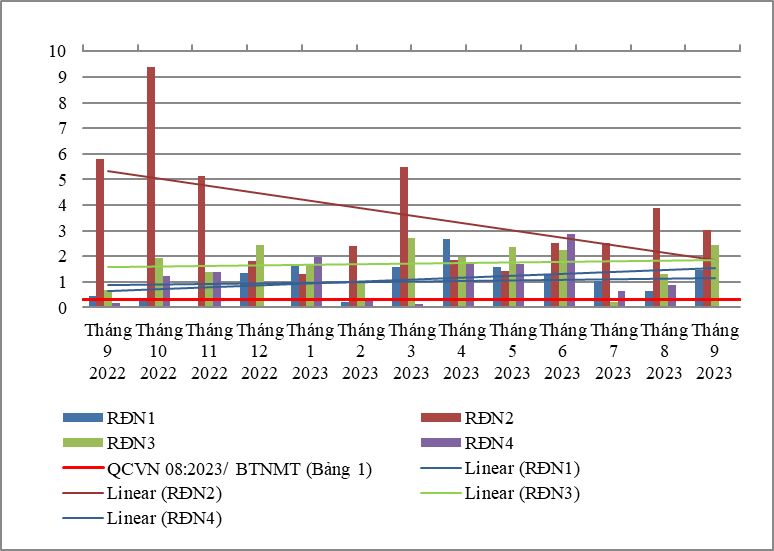 10
9
8
7
6
5
4
3
2
1
0
Tháng Tháng Tháng Tháng Tháng Tháng Tháng Tháng Tháng Tháng Tháng Tháng Tháng
9 10 11 12 1 2 3 4 5 6 7 8 9
2022 2022 2022 2022 2023 2023 2023 2023 2023 2023 2023 2023 2023
RĐN1 RĐN2
RĐN3 RĐN4
QCVN 08:2023/ BTNMT (Bảng 1) Linear (RĐN1)
Linear (RĐN2) Linear (RĐN3)
Linear (RĐN4)